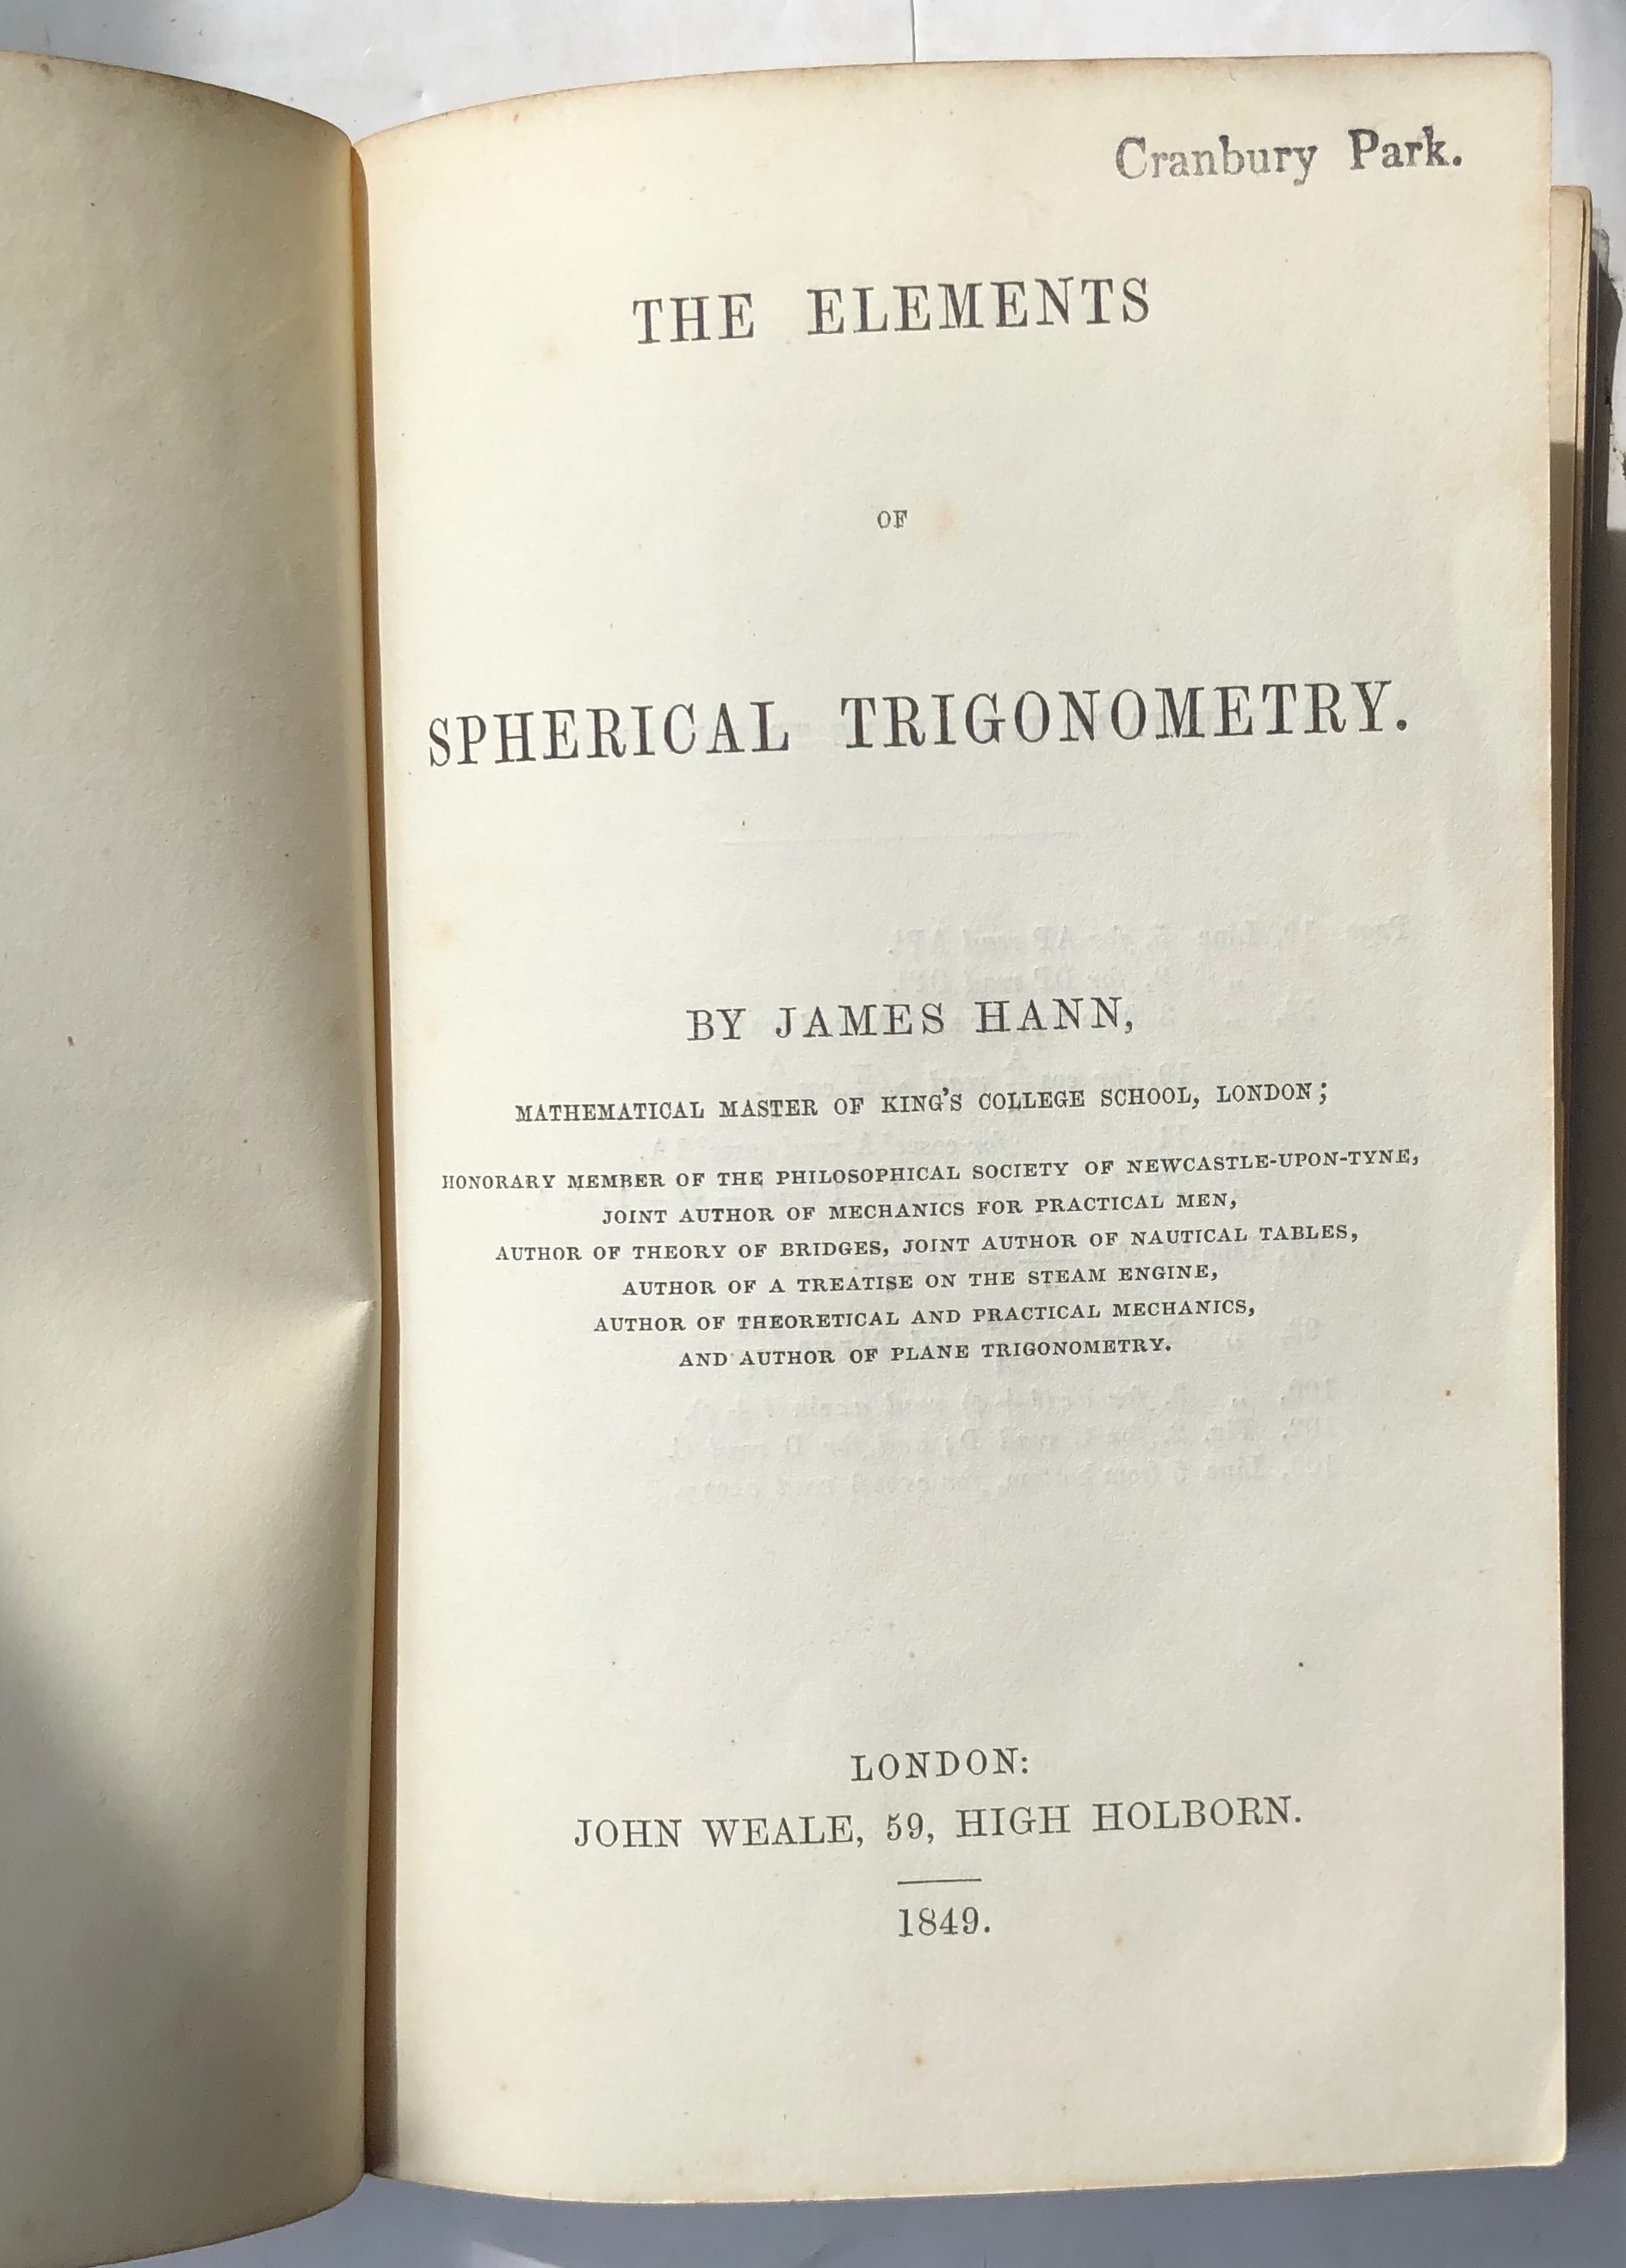 Cranbury Park.
THE ELEMENTS
OF
SPHERICAL TRIGONOMETRY.
BY JAMES HANN,
MATHEMATICAL MASTER OF KING'S COLLEGE SCHOOL, LONDON;
HONORARY MEMBER OF THE PHILOSOPHICAL SOCIETY OF NEWCASTLE-UPON-TYNE,
JOINT AUTHOR OF MECHANICS FOR PRACTICAL MEN,
AUTHOR OF THEORY OF BRIDGES, JOINT AUTHOR OF NAUTICAL TABLES,
AUTHOR OF A TREATISE ON THE STEAM ENGINE,
AUTHOR OF THEORETICAL AND PRACTICAL MECHANICS,
AND AUTHOR OF PLANE TRIGONOMETRY.
LONDON:
JOHN WEALE, 59, HIGH HOLBORN.
1849.